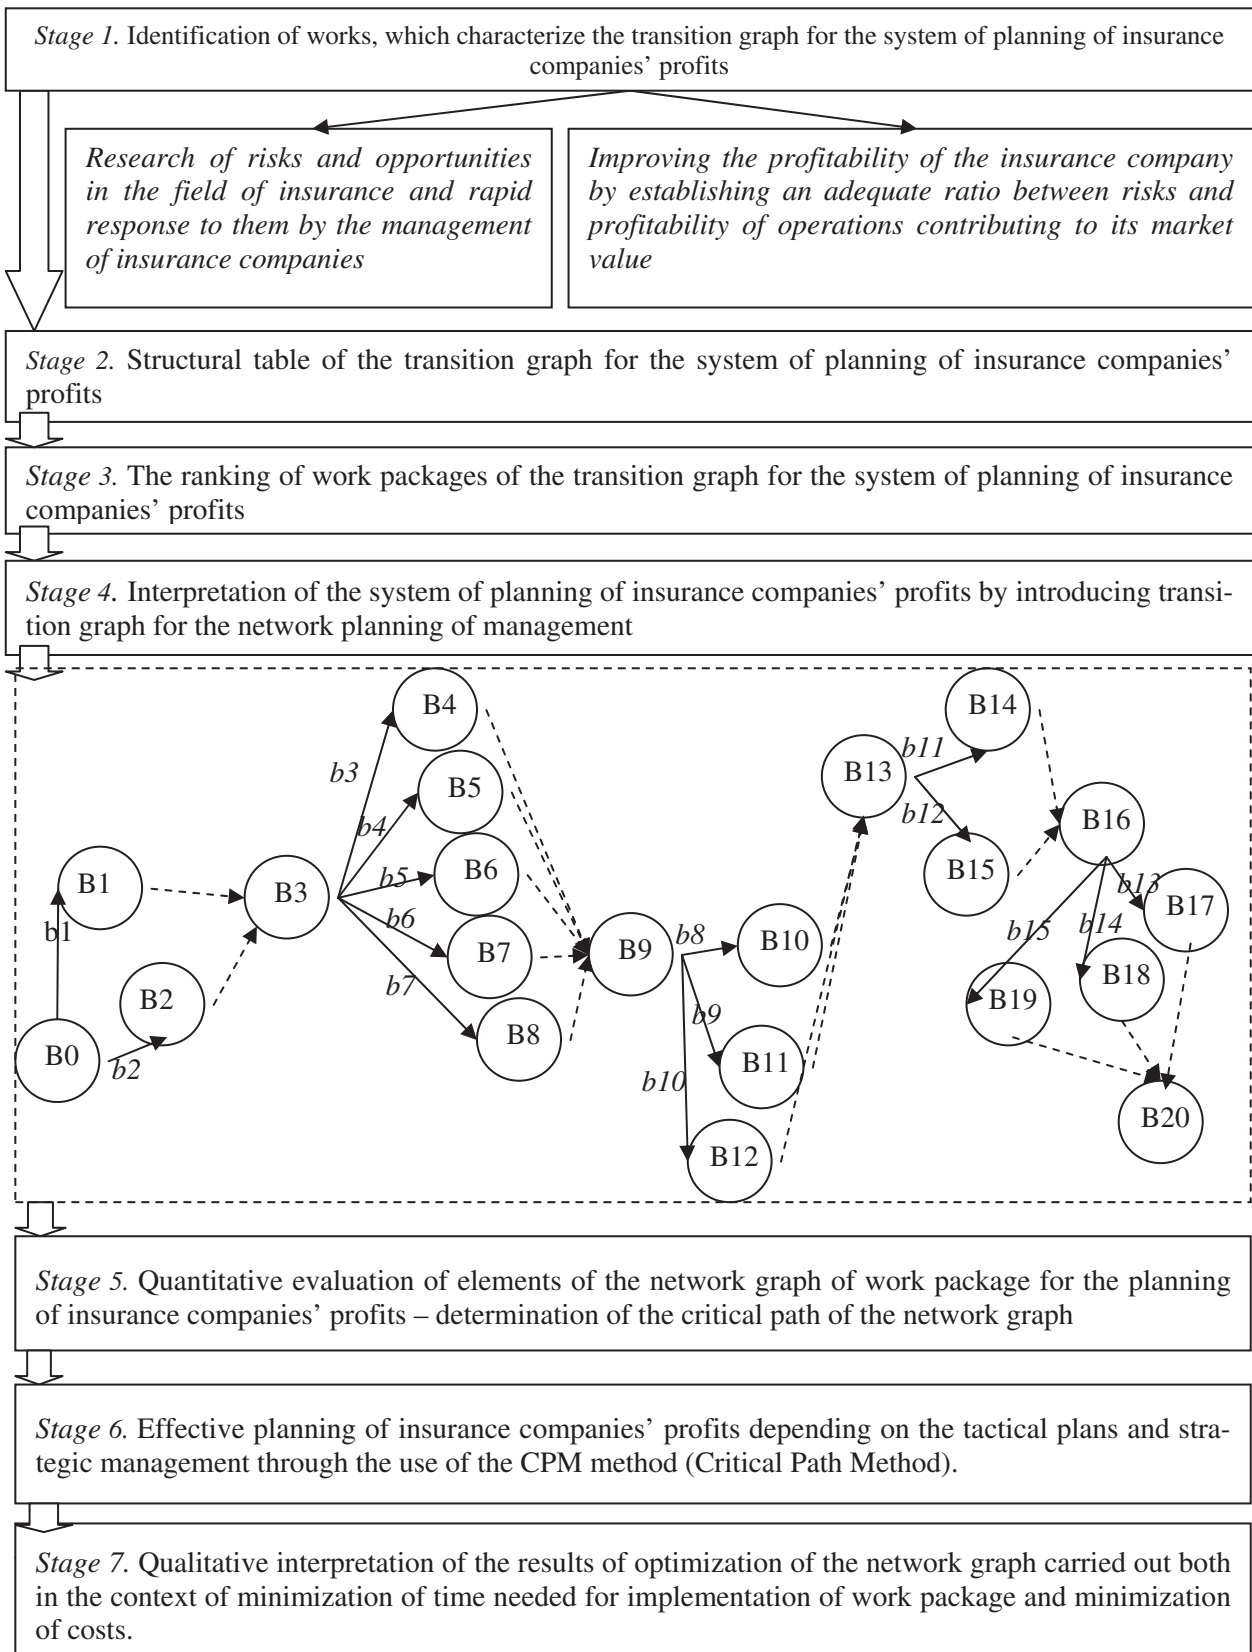 Stage 1. Identification of works, which characterize the transition graph for the system of planning of insurance
companies’ profits
Research of risks and opportunities
in the field of insurance and rapid
response to them by the management
of insurance companies
Improving the profitability of the insurance company
by establishing an adequate ratio between risks and
profitability of operations contributing to its market
value
Stage 2. Structural table of the transition graph for the system of planning of insurance companies’
profits
Stage 3. The ranking of work packages of the transition graph for the system of planning of insurance
companies’ profits
Stage 4. Interpretation of the system of planning of insurance companies’ profits by introducing transi-
tion graph for the network planning of management
B4
B14
b11
B13
b3
B5
b12
B16
b4
B15
B6
b5
B1
B3
b13
B17
b6
b1
b8
B10
b14
b15
B7
B9
b7
B18
B2
B19
b9
B8
B0
b2
B11
b10
B20
B12
Stage 5. Quantitative evaluation of elements of the network graph of work package for the planning
of insurance companies’ profits – determination of the critical path of the network graph
Stage 6. Effective planning of insurance companies’ profits depending on the tactical plans and stra-
tegic management through the use of the CPM method (Critical Path Method).
Stage 7. Qualitative interpretation of the results of optimization of the network graph carried out both
in the context of minimization of time needed for implementation of work package and minimization
of costs.